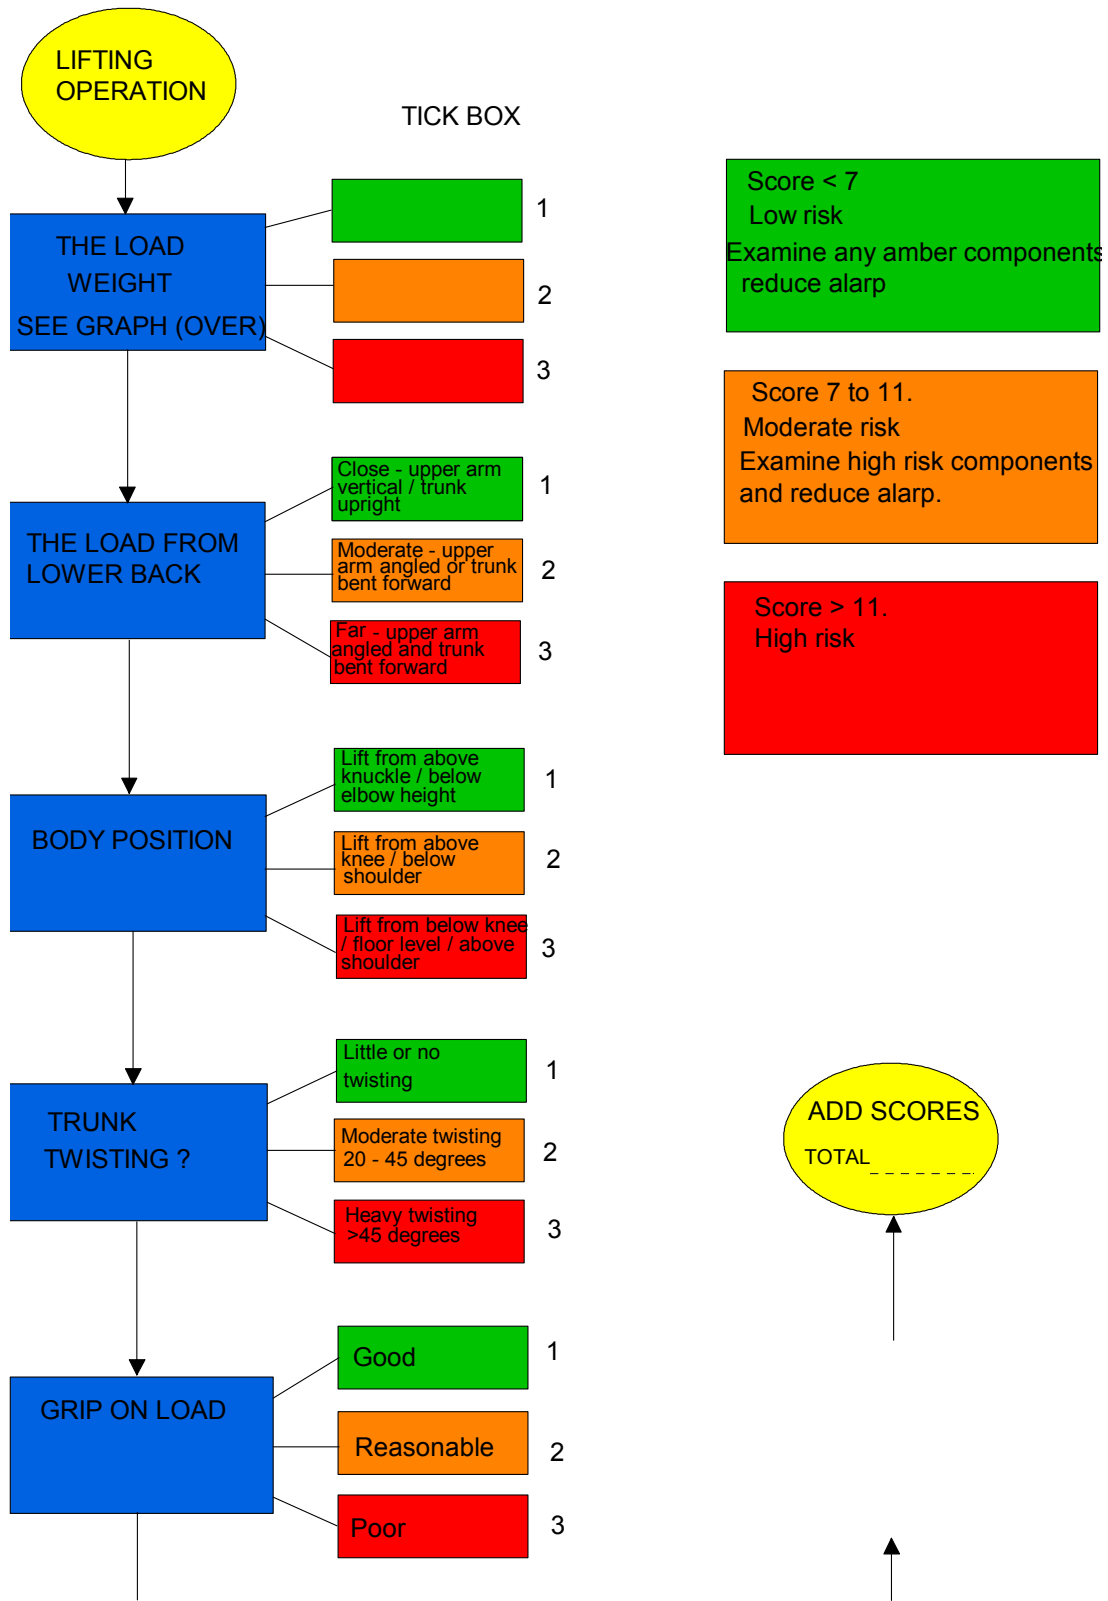 LIFTING
OPERATION
TICK BOX
1
THE LOAD
WEIGHT
SEE GRAPH (OVER)
2
3
Close - upper arm
vertical / trunk
upright
1
THE LOAD FROM
LOWER BACK
Moderate - upper
arm angled or trunk
bent forward
2
Far - upper arm
angled and trunk
bent forward
3
Lift from above
knuckle / below
elbow height
1
BODY POSITION
Lift from above
knee / below
shoulder
2
Lift from below knee
/ floor level / above
shoulder
3
Little or no
twisting
1
TRUNK
TWISTING ?
Moderate twisting
20 - 45 degrees
2
Heavy twisting
>45 degrees
3
Good
1
GRIP ON LOAD
Reasonable
2
Poor
3
Score < 7
Low risk
Examine any amber components
reduce alarp
Score 7 to 11.
Moderate risk
Examine high risk components
and reduce alarp.
Score > 11.
High risk
ADD SCORES
TOTAL_ _ _ _ _ _ _